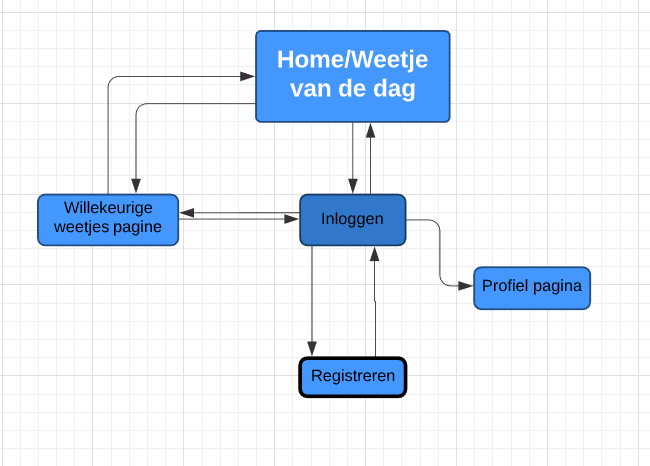 Home/Weetje
van de dag
Willekeurige
weetjes pagine
Inloggen
Profiel pagina
Registreren